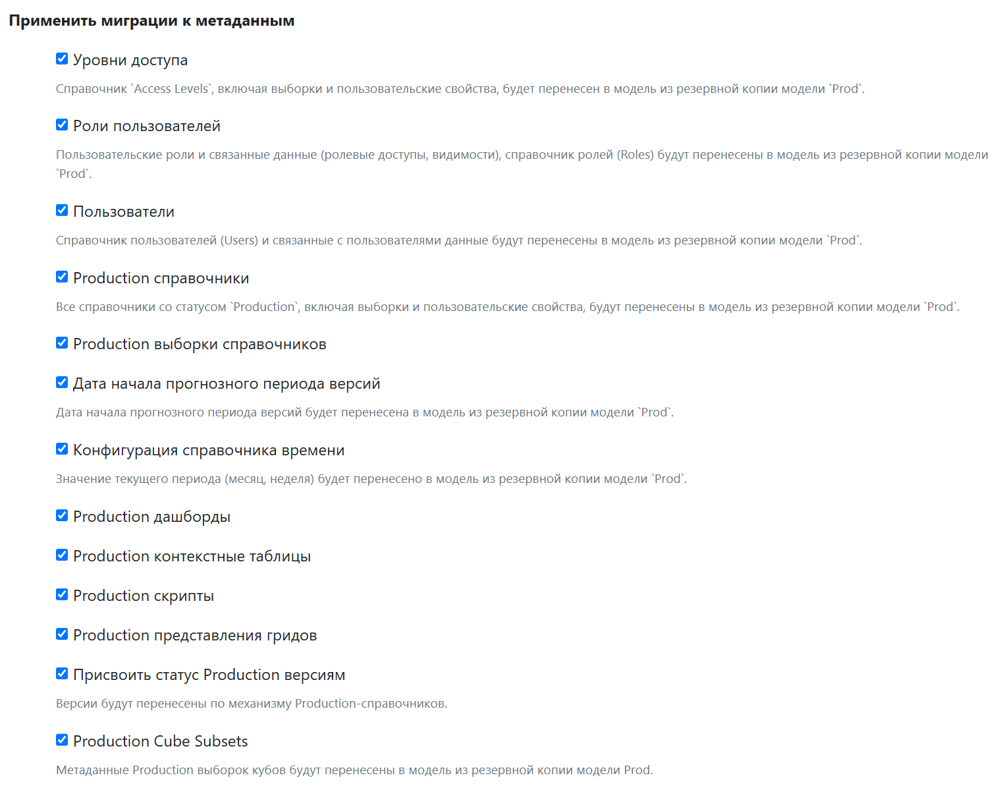 Применить миграции к метаданным
Уровни доступа
Справочник `Access Levels`, включая выборки и пользовательские свойства, будет перенесен в модель из резервной копии модели `Prod`.
Роли пользователей
Пользовательские роли и связанные данные (ролевые доступы, видимости), справочник ролей (Roles) будут перенесены в модель из резервной копии модели
`Prod`.
Пользователи
Справочник пользователей (Users) и связанные с пользователями данные будут перенесены в модель из резервной копии модели `Prod`.
Production справочники
Все справочники со статусом `Production`, включая выборки и пользовательские свойства, будут перенесены в модель из резервной копии модели `Prod`.
Production выборки справочников
Дата начала прогнозного периода версий
Дата начала прогнозного периода версий будет перенесена в модель из резервной копии модели `Prod`.
Конфигурация справочника времени
Значение текущего периода (месяц, неделя) будет перенесено в модель из резервной копии модели `Prod`.
Production дашборды
Production контекстные таблицы
Production скрипты
Production представления гридов
Присвоить статус Production версиям
Версии будут перенесены по механизму Production-справочников.
Production Cube Subsets
Метаданные Production выборок кубов будут перенесены в модель из резервной копии модели Prod.